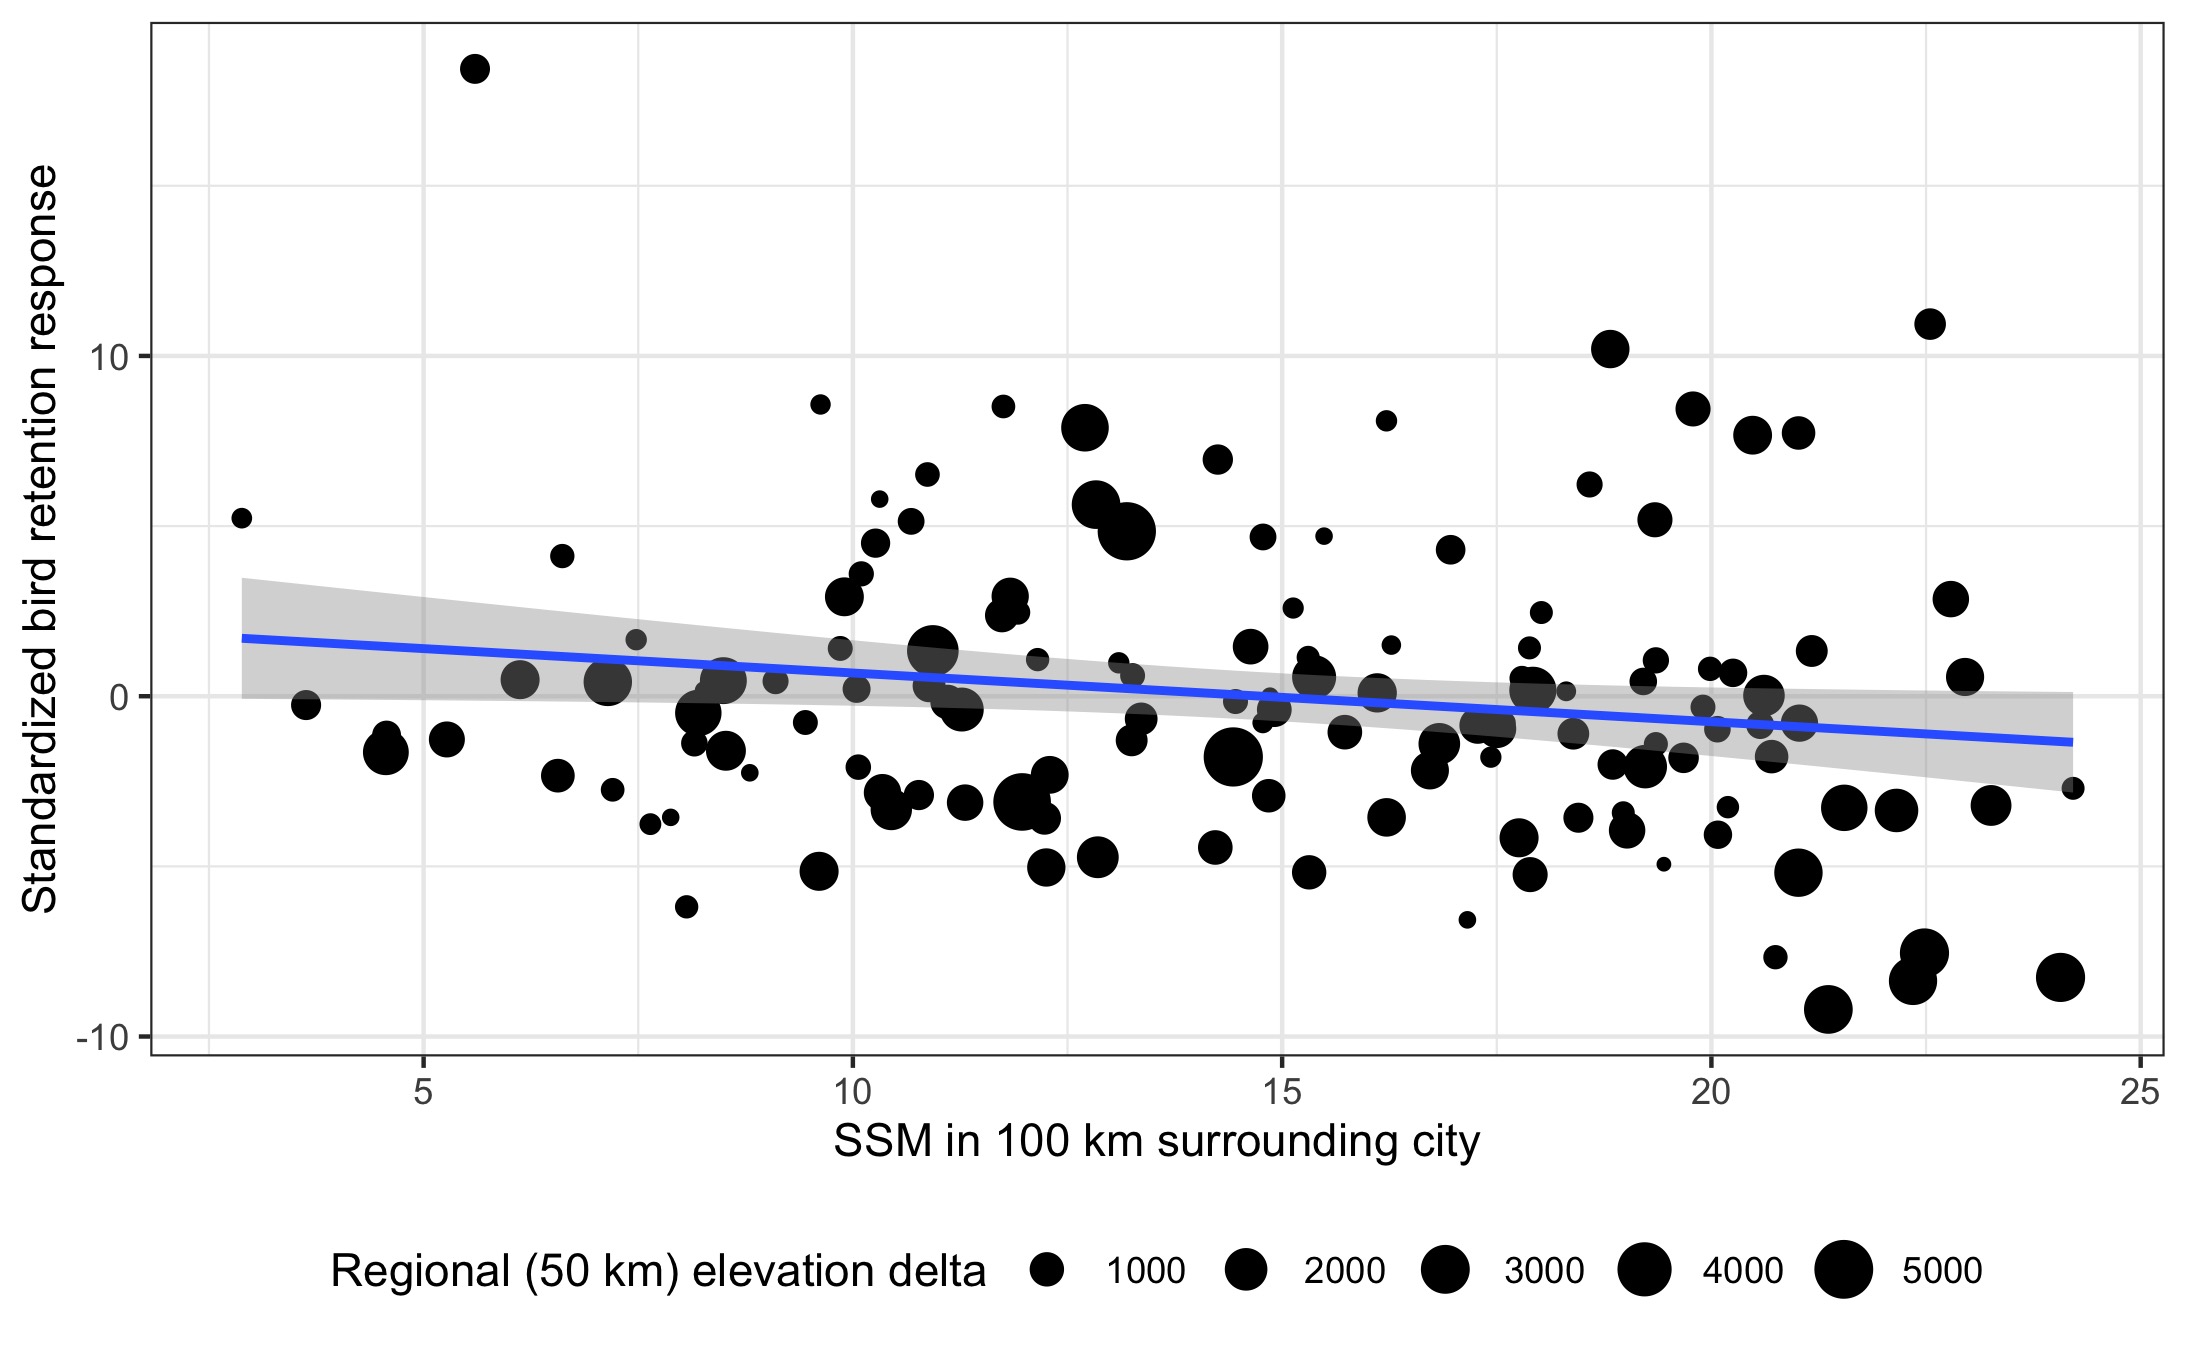 Standardized bird retention response
10
0
-10
5 10 15 20 25
SSM in 100 km surrounding city
Regional (50 km) elevation delta 1000 2000 3000 4000 5000